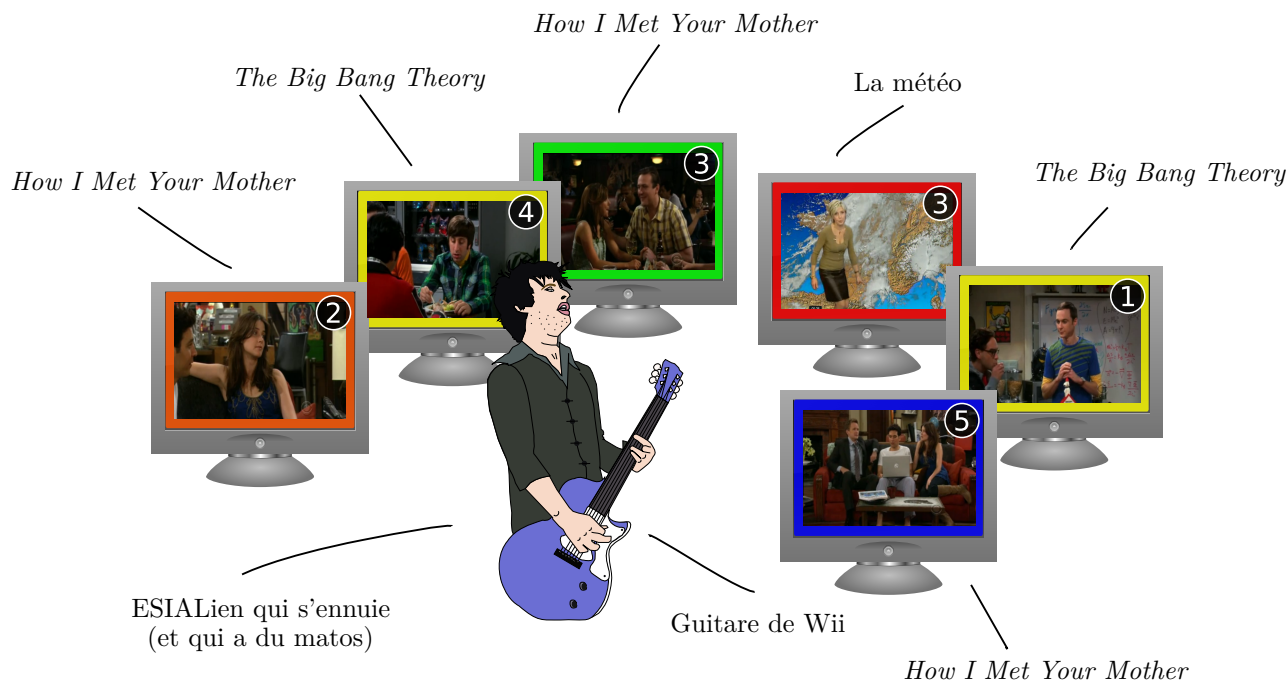 How I Met Your Mother
The Big Bang Theory
La météo
How I Met Your Mother
The Big Bang Theory
3
4
3
1
2
5
ESIALien qui s'ennuie
(et qui a du matos)
Guitare de Wii
How I Met Your Mother